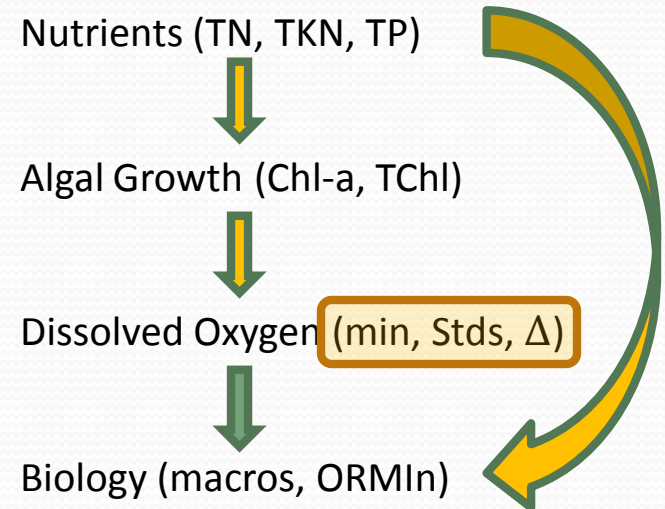 Nutrients (TN, TKN, TP)
Algal Growth (Chl-a, TChl)
Dissolved Oxygen (min, Stds, Δ)
Biology (macros, ORMIn)